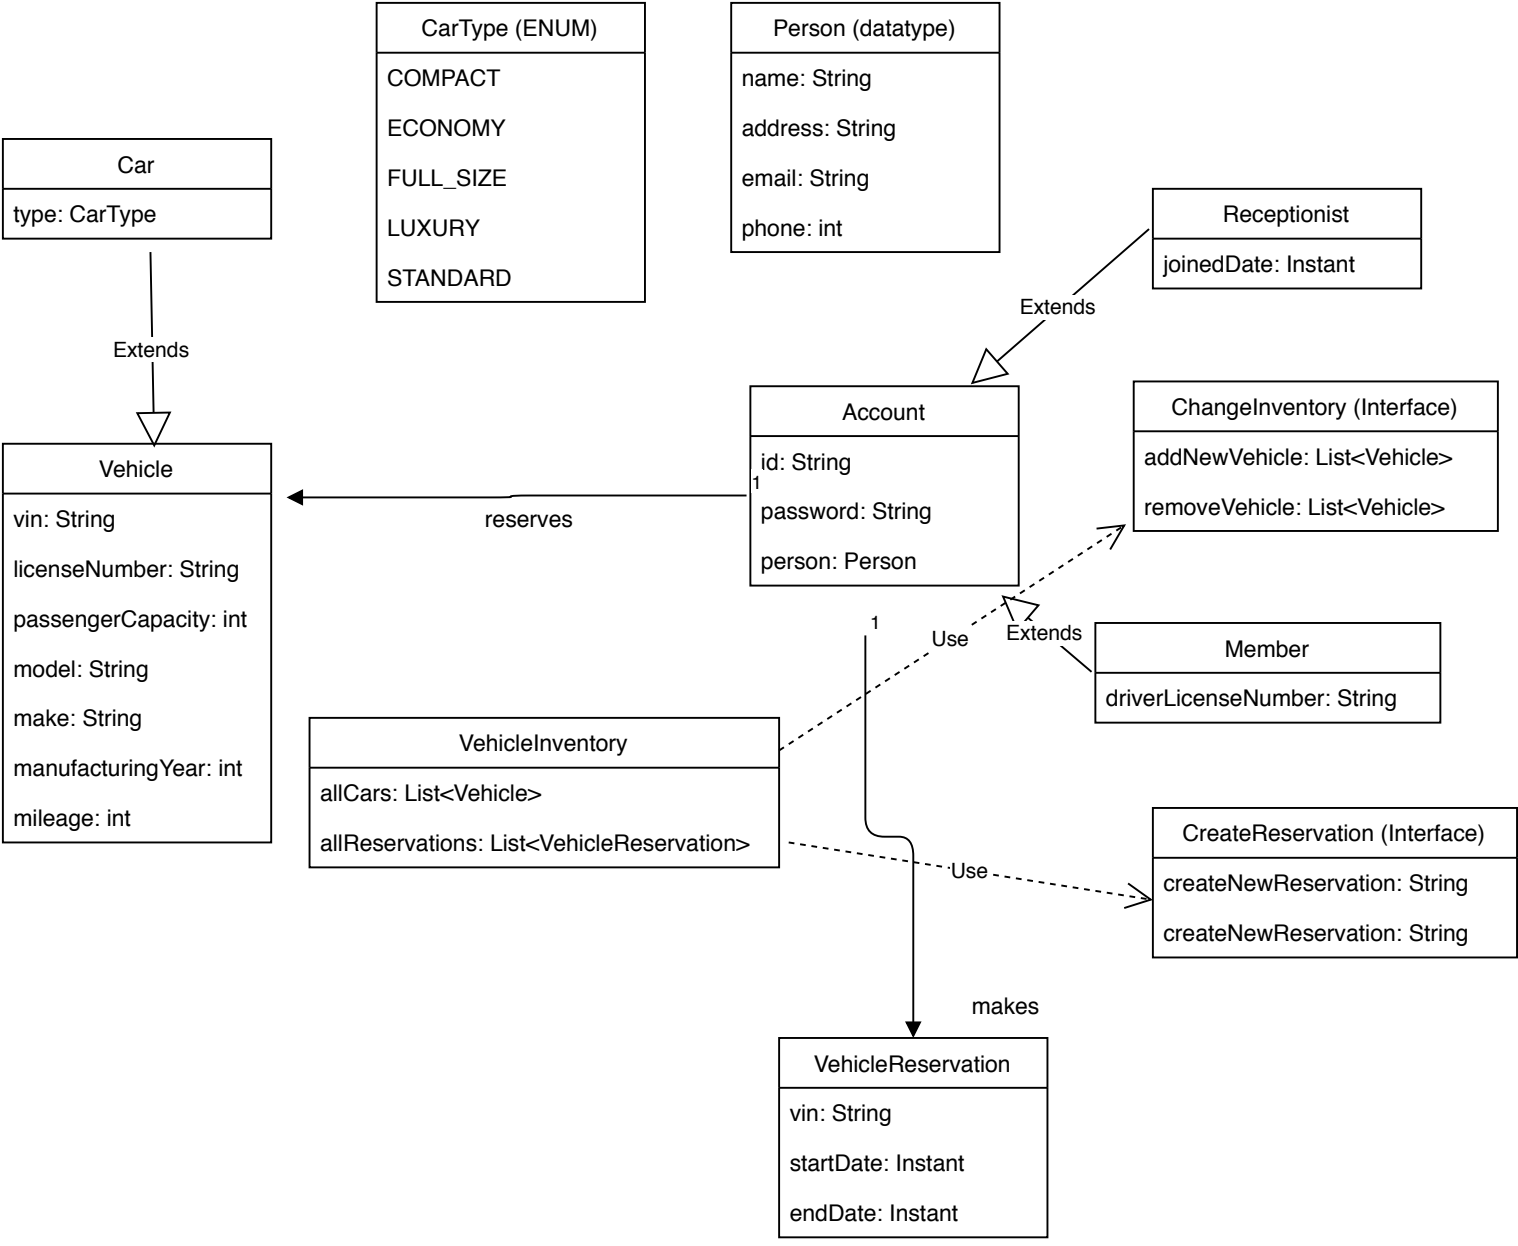 CarType (ENUM)
COMPACT
ECONOMY
FULL_SIZE
LUXURY
STANDARD
Person (datatype)
name: String
address: String
email: String
phone: int
Car
type: CarType
Receptionist
joinedDate: Instant
Extends
Extends
Vehicle
vin: String
licenseNumber: String
passengerCapacity: int
model: String
make: String
manufacturingYear: int
mileage: int
reserves
Account
id: String
1
password: String
person: Person
1
ChangeInventory (Interface)
addNewVehicle: List<Vehicle>
removeVehicle: List<Vehicle>
Use
Extends
Member
driverLicenseNumber: String
VehicleInventory
allCars: List<Vehicle>
allReservations: List<VehicleReservation>
Use
CreateReservation (Interface)
createNewReservation: String
createNewReservation: String
makes
VehicleReservation
vin: String
startDate: Instant
endDate: Instant